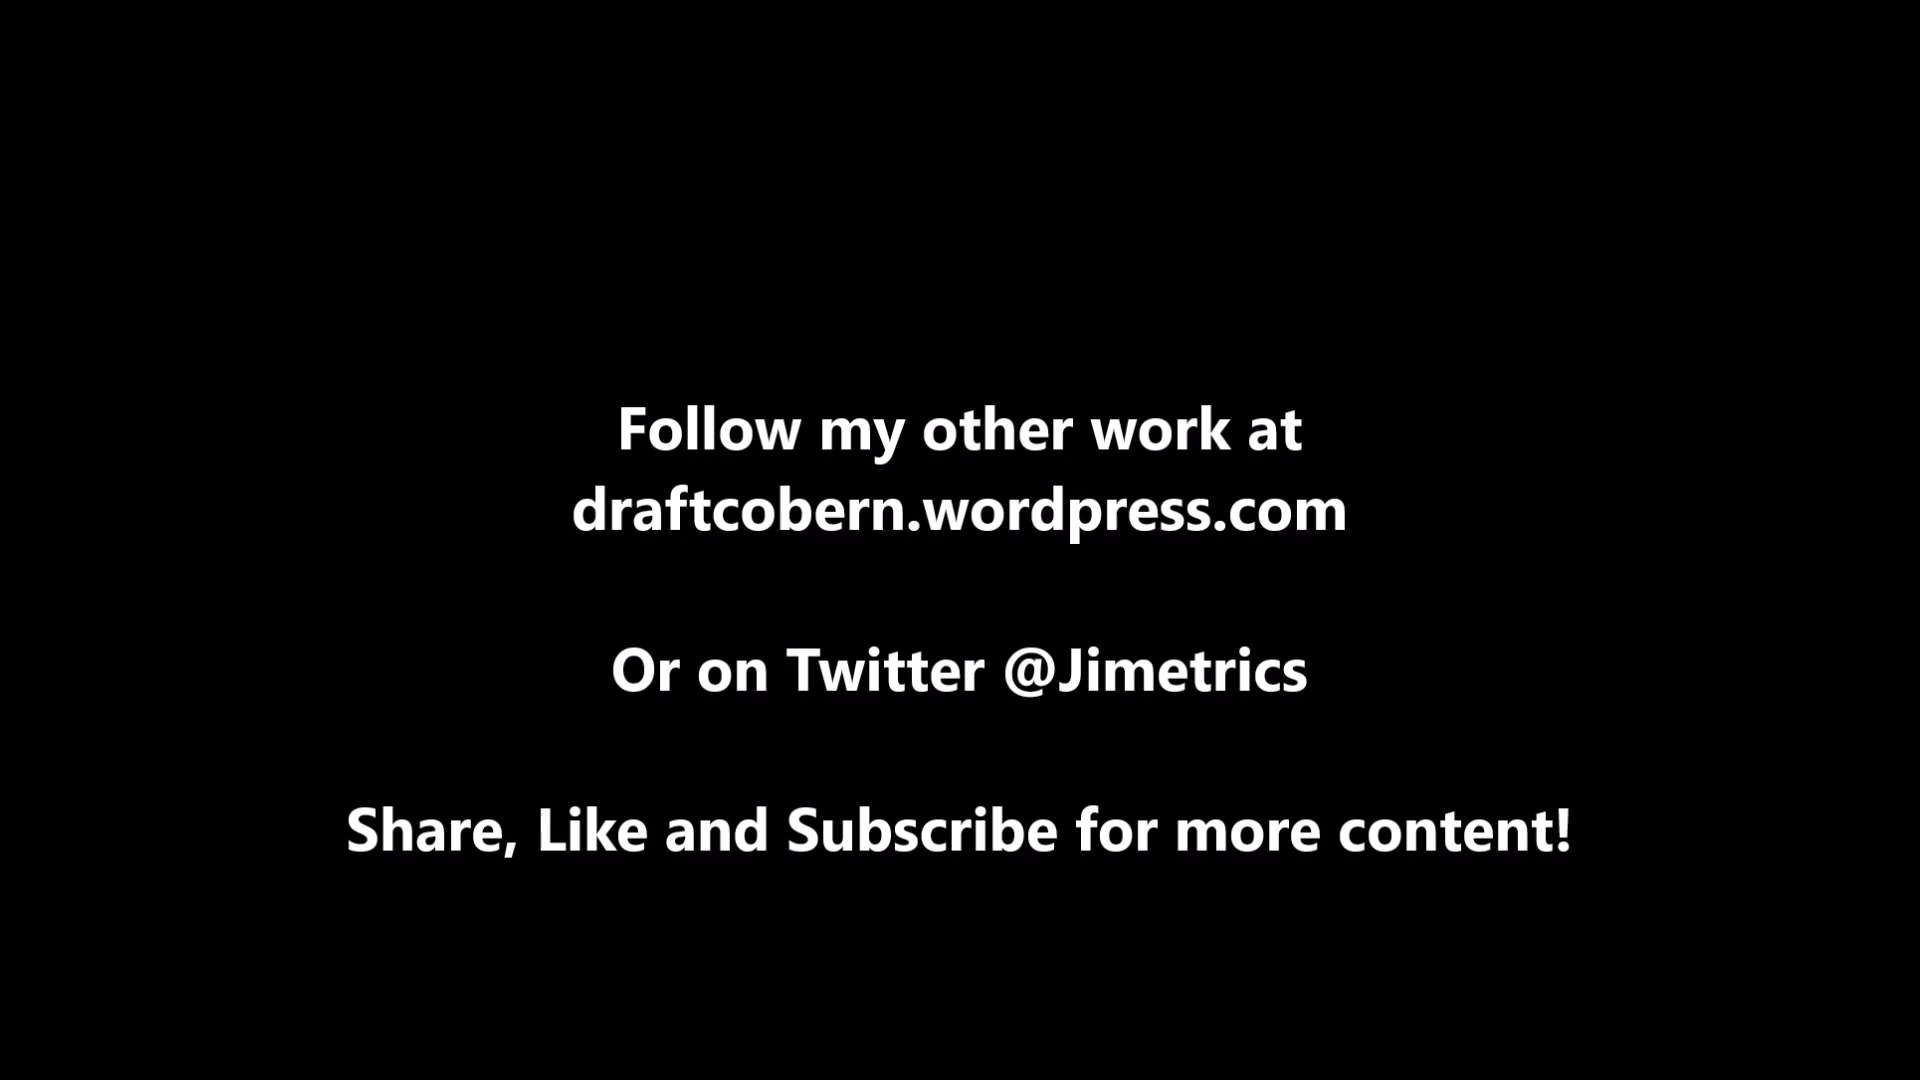 Follow my other work at
draftcobern.wordpress.com
Or on Twitter @Jimetrics
Share, Like and Subscribe for more content!